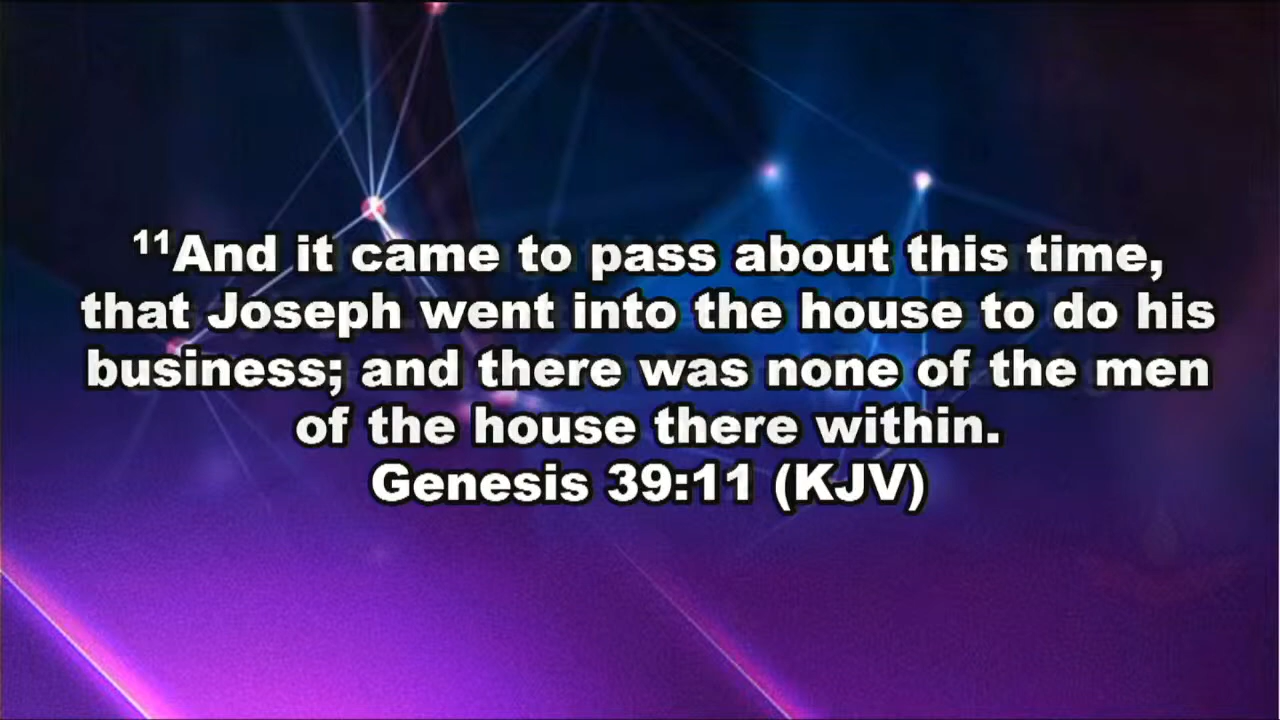 ¹¹And it came to pass about this time,
that Joseph went into the house to do his
business; and there was none of the men
of the house there within.
Genesis 39:11 (KJV)